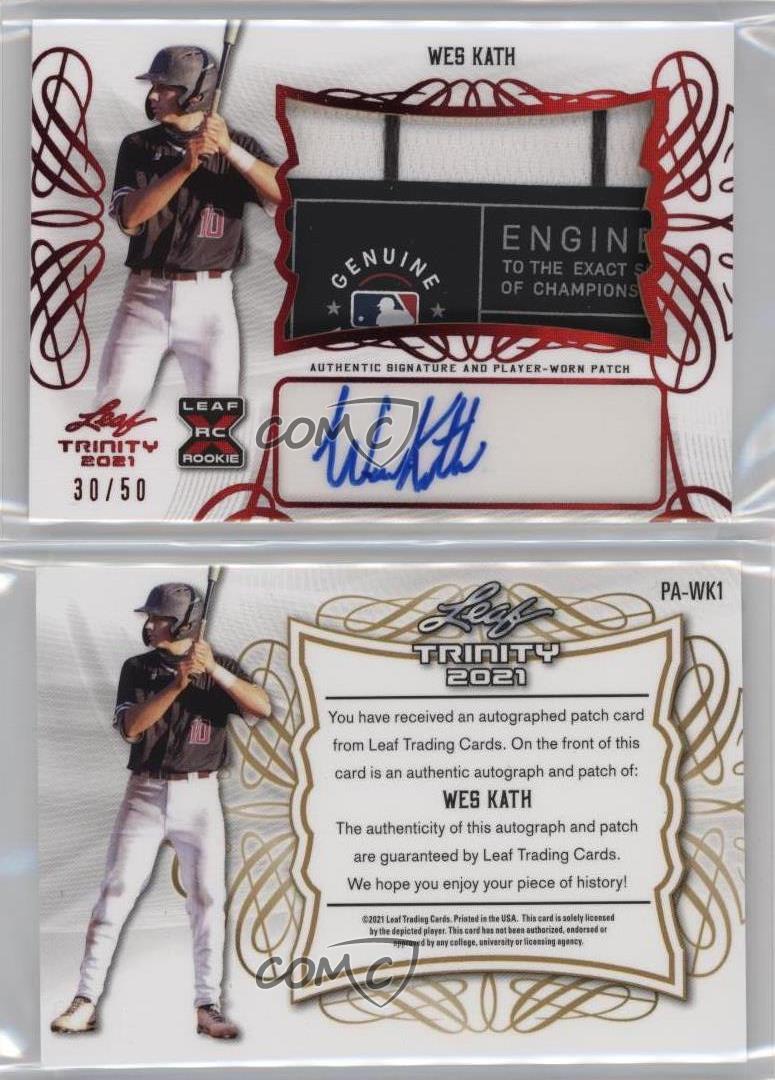 WES KATH
10
ENGINE
TO THE EXACT S
OF CHAMPIONS
GENUINE
AUTHENTIC SIGNATURE AND PLAYER-WORN PATCH
Leaf
TRINITY
2021
30/50
LEAF
RC
ROOKIE
Wes Kath
COMC
PA-WK1
Leaf
TRINITY
2021
10
You have received an autographed patch card
from Leaf Trading Cards. On the front of this
card is an authentic autograph and patch of:
WES KATH
The authenticity of this autograph and patch
are guaranteed by Leaf Trading Cards.
We hope you enjoy your piece of history!
©2021 Leaf Trading Cards. Printed in the USA. This card is solely licensed
by the depicted player. This card has not been authorized, endorsed or
approved by any college, university or licensing agency.
COMC